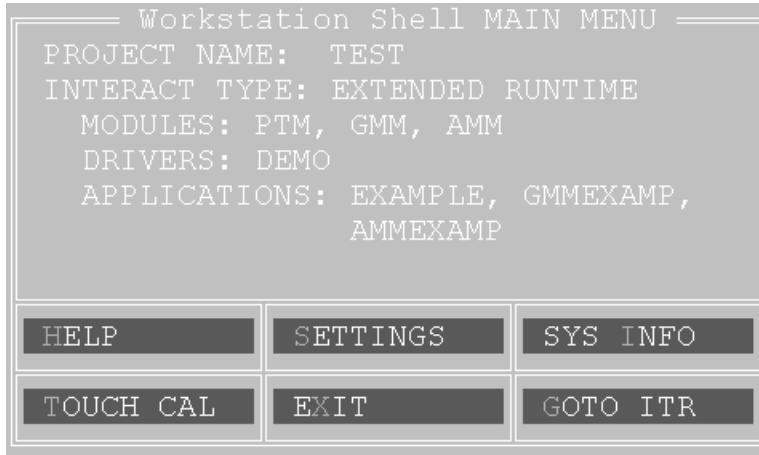 Workstation Shell MAIN MENU
PROJECT NAME: TEST
INTERACT TYPE: EXTENDED RUNTIME
MODULES: PTM, GMM, AMM
DRIVERS: DEMO
APPLICATIONS: EXAMPLE, GMMEXAMP,
AMMEXAMP
HELP SETTINGS SYS INFO
TOUCH CAL EXIT GOTO ITR